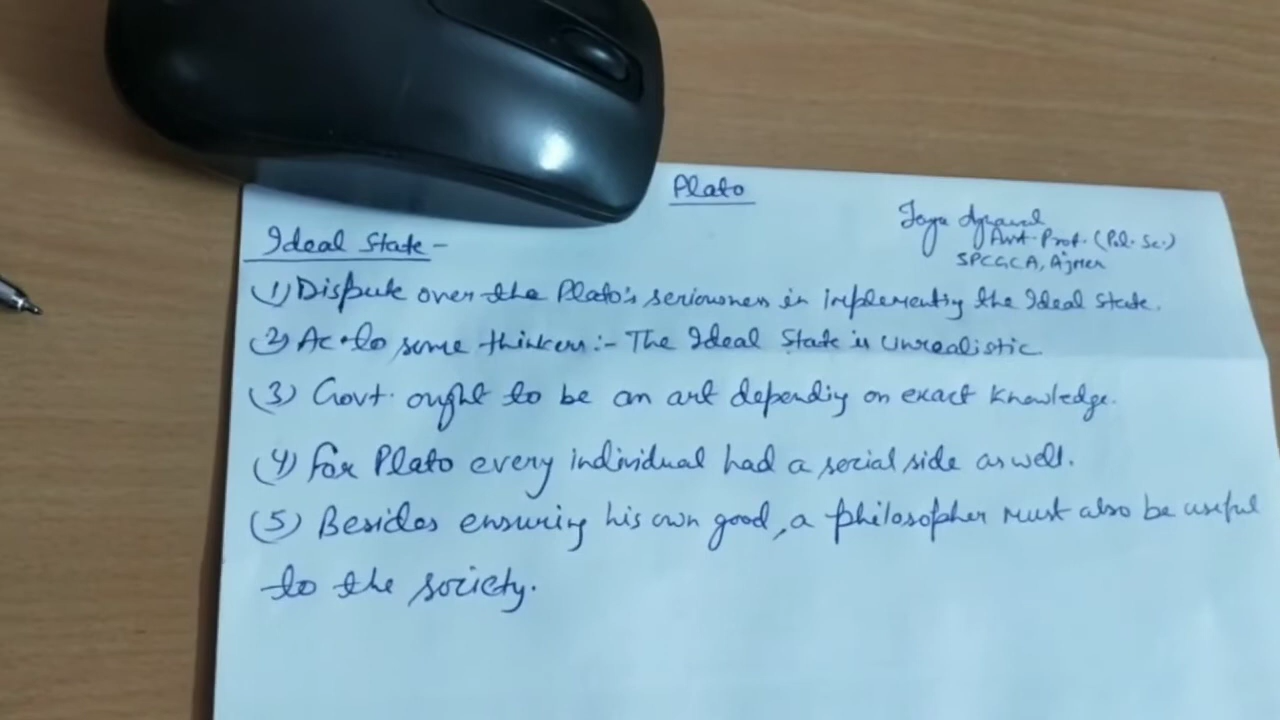 Plato
Jaya Agrawal
Asst. Prof. (Pol. Sc.)
SPCGCA, Ajmer
Ideal State -
(1) Dispute over the Plato's seriousness in implementing the Ideal State.
(2) Ac. to some thinkers:- The Ideal State is Unrealistic
(3) Govt. ought to be an art depending on exact knowledge.
(4) For Plato every individual had a social side as well.
(5) Besides ensuring his own good, a philosopher must also be useful
to the society.